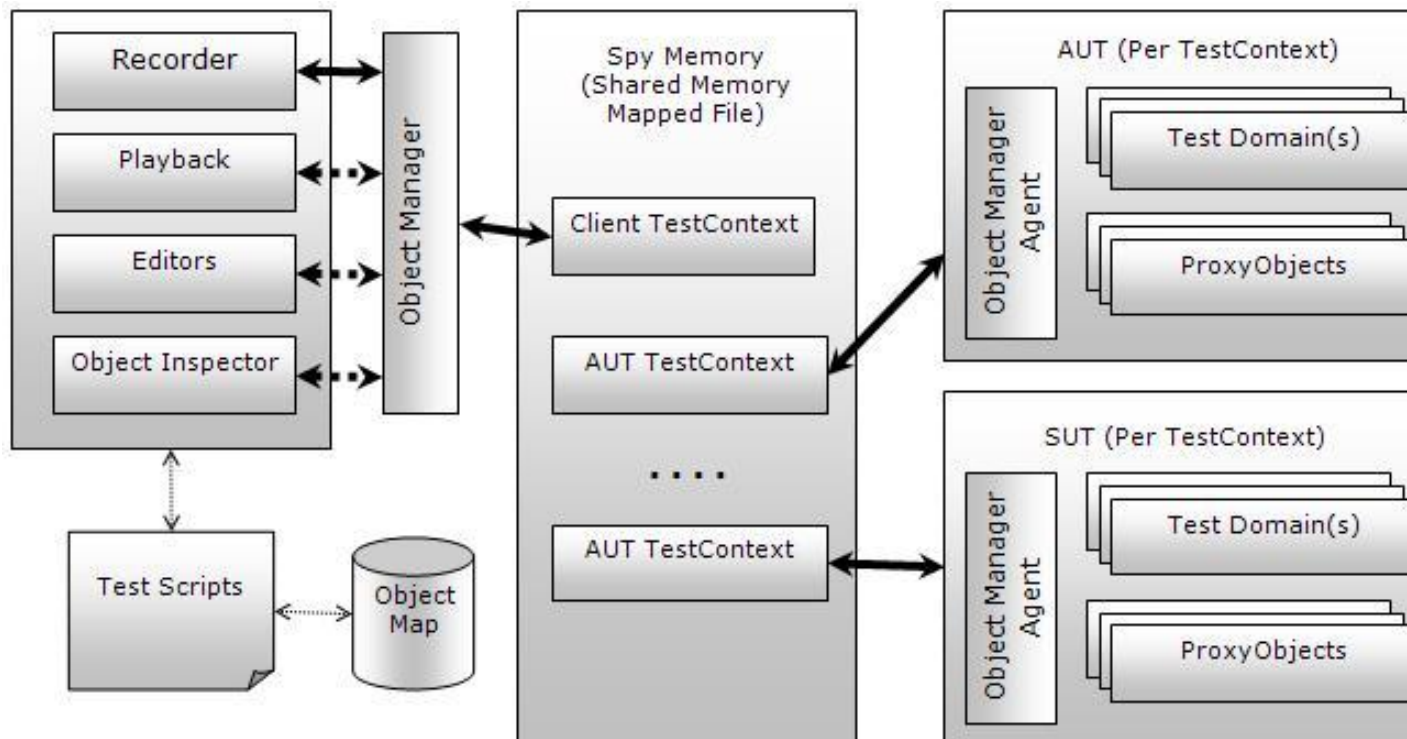 Recorder
Playback
Editors
Object Inspector
Object Manager
Test Scripts
Object
Map
Spy Memory
(Shared Memory
Mapped File)
Client TestContext
AUT TestContext
. . . .
AUT TestContext
AUT (Per TestContext)
Object Manager
Agent
Test Domain(s)
ProxyObjects
SUT (Per TestContext)
Object Manager
Agent
Test Domain(s)
ProxyObjects